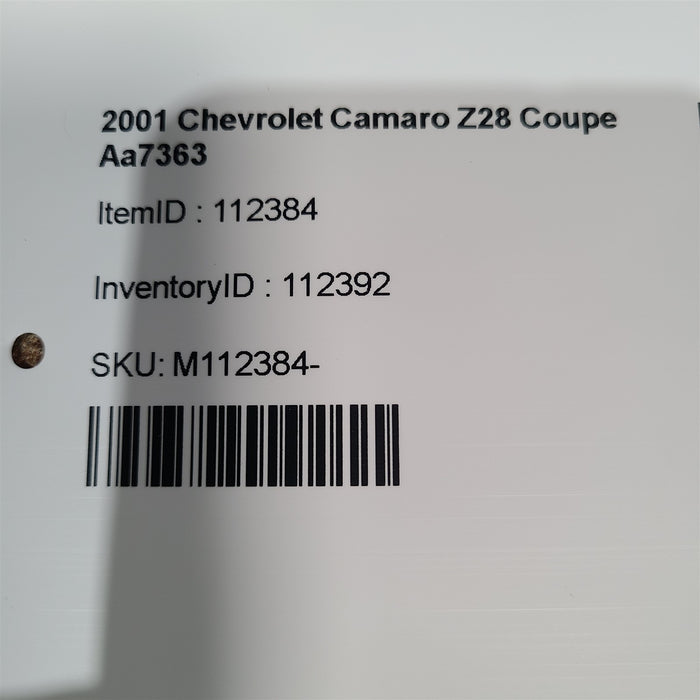 2001 Chevrolet Camaro Z28 Coupe
Aa7363
ItemID : 112384
InventoryID : 112392
SKU: M112384-